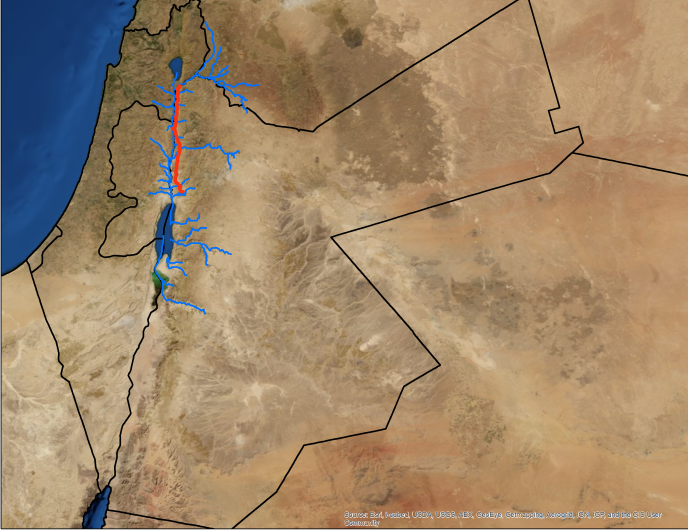 Source: Esri, Maxar, USDA, USGS, AEX, GeoEye, Getmapping, Aerogrid, IGN, IGP, and the GIS User
Community